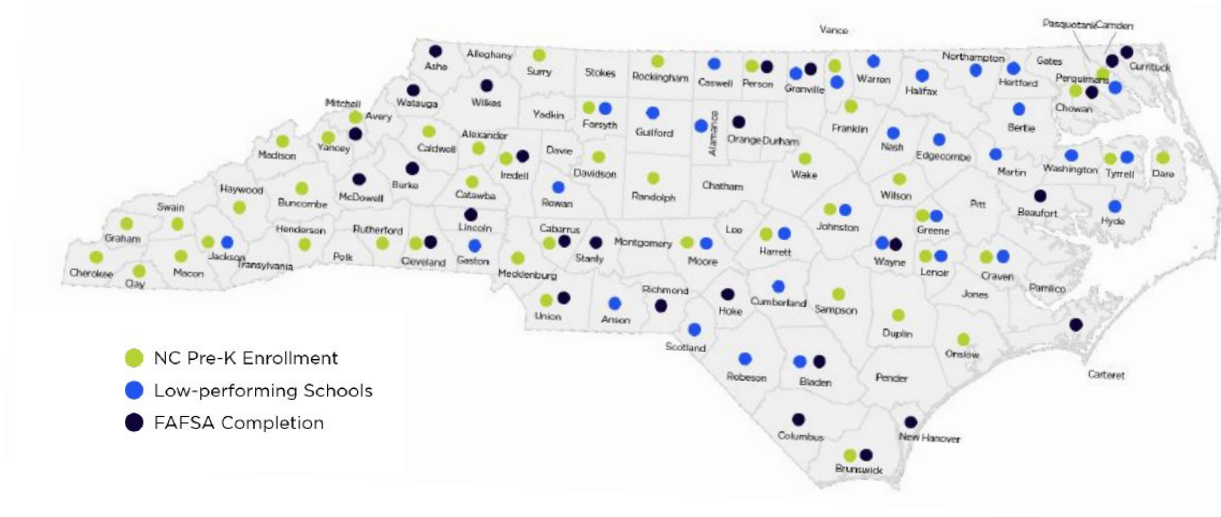 Vance
Pasquotank Camden
Ashe
Alleghany
Surry
Stokes
Rockingham
Caswell
Person
Granville
Warren
Halifax
Northampton
Hertford
Gates
Perquimans
Currituck
Chowan
Watauga
Wilkes
Yadkin
Forsyth
Guilford
Alamance
Orange
Durham
Franklin
Nash
Edgecombe
Bertie
Mitchell
Avery
Madison
Yancey
Caldwell
Alexander
Iredell
Davie
Davidson
Randolph
Chatham
Wake
Wilson
Martin
Washington
Tyrrell
Dare
Haywood
Buncombe
McDowell
Burke
Catawba
Rowan
Johnston
Pitt
Greene
Beaufort
Hyde
Swain
Graham
Cherokee
Clay
Macon
Jackson
Transylvania
Henderson
Polk
Rutherford
Cleveland
Lincoln
Gaston
Cabarrus
Mecklenburg
Stanly
Montgomery
Moore
Lee
Harrett
Wayne
Lenoir
Craven
Jones
Pamlico
Union
Anson
Richmond
Scotland
Hoke
Cumberland
Sampson
Duplin
Onslow
Carteret
Robeson
Bladen
Pender
Columbus
New Hanover
Brunswick
NC Pre-K Enrollment
Low-performing Schools
FAFSA Completion